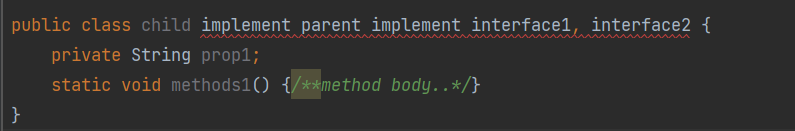 public class child implement parent implement interface1, interface2 {
private String prop1;
static void methods1() {/**method body..*/}
}